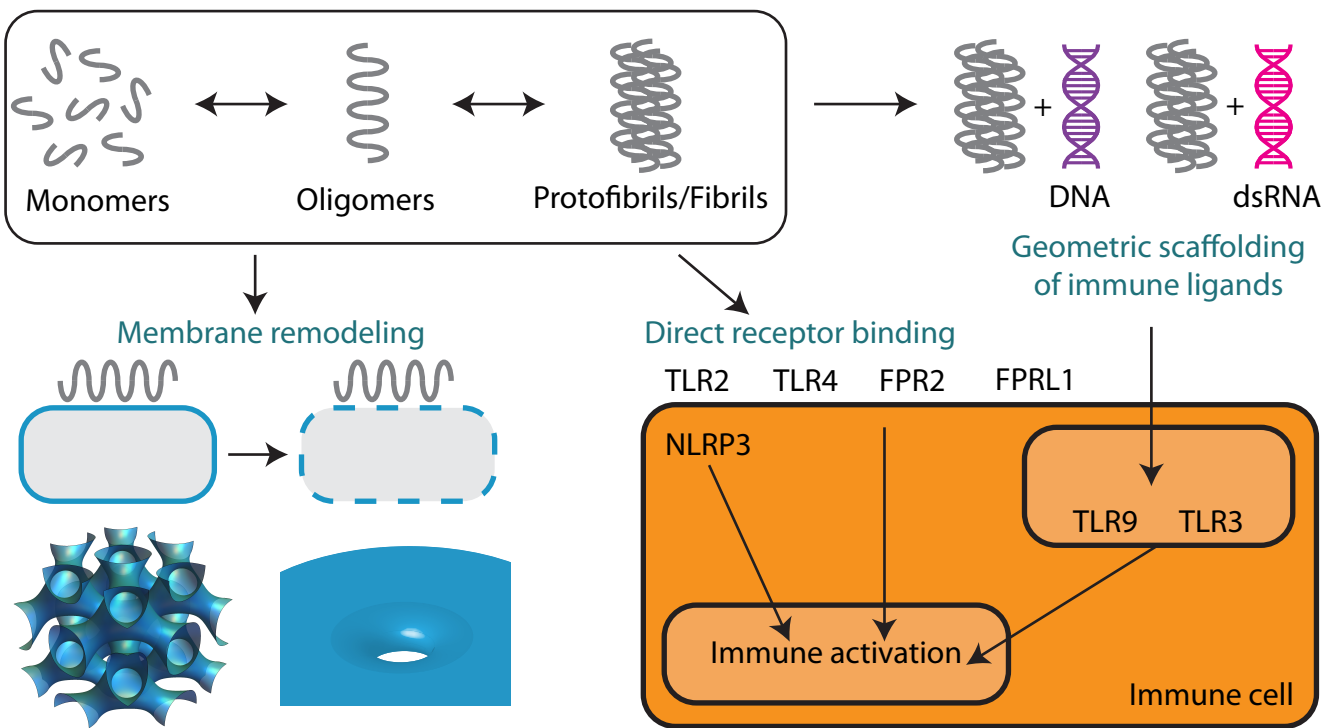 Monomers
Oligomers
Protofibrils/Fibrils
+
DNA
+
dsRNA
Geometric scaffolding
of immune ligands
Membrane remodeling
Direct receptor binding
TLR2 TLR4 FPR2 FPRL1
NLRP3
TLR9 TLR3
Immune activation
Immune cell